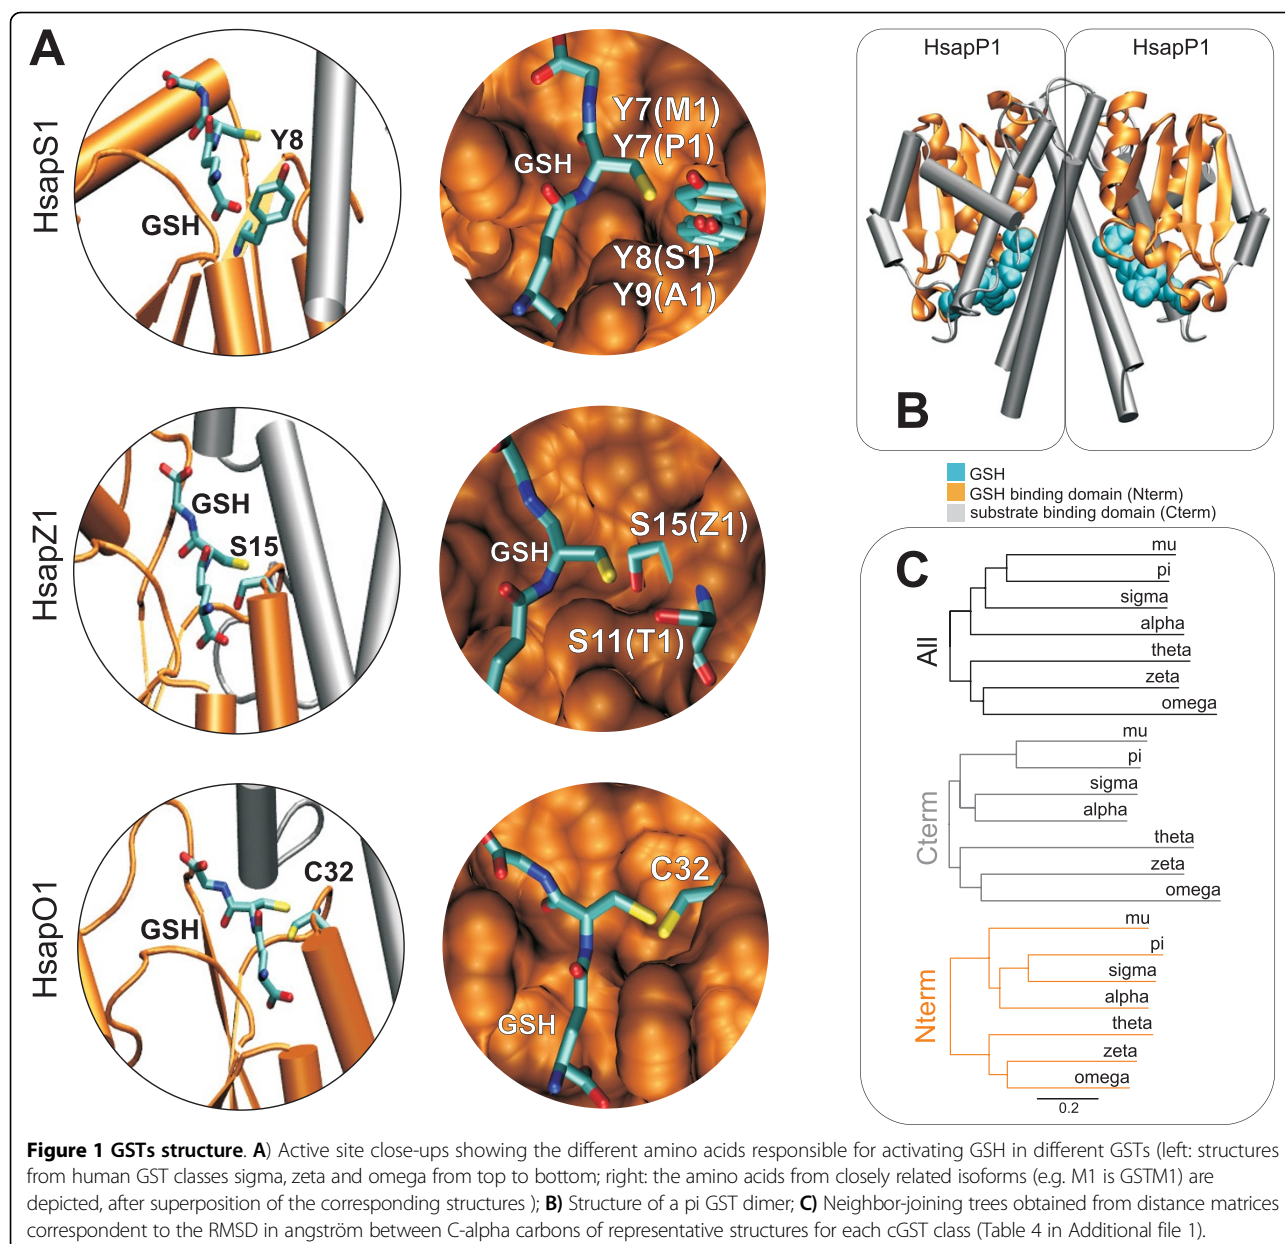 A
HsapS1
GSH
Y8
GSH
Y7(M1)
Y7(P1)
Y8(S1)
Y9(A1)
HsapZ1
GSH
S15
GSH
S15(Z1)
S11(T1)
HsapO1
GSH
C32
GSH
C32
HsapP1
HsapP1
B
GSH
GSH binding domain (Nterm)
substrate binding domain (Cterm)
C
All
mu
pi
sigma
alpha
theta
zeta
omega
Cterm
mu
pi
sigma
alpha
theta
zeta
omega
Nterm
mu
pi
sigma
alpha
theta
zeta
omega
0.2
Figure 1 GSTs structure. A) Active site close-ups showing the different amino acids responsible for activating GSH in different GSTs (left: structures
from human GST classes sigma, zeta and omega from top to bottom; right: the amino acids from closely related isoforms (e.g. M1 is GSTM1) are
depicted, after superposition of the corresponding structures ); B) Structure of a pi GST dimer; C) Neighbor-joining trees obtained from distance matrices
correspondent to the RMSD in angström between C-alpha carbons of representative structures for each cGST class (Table 4 in Additional file 1).